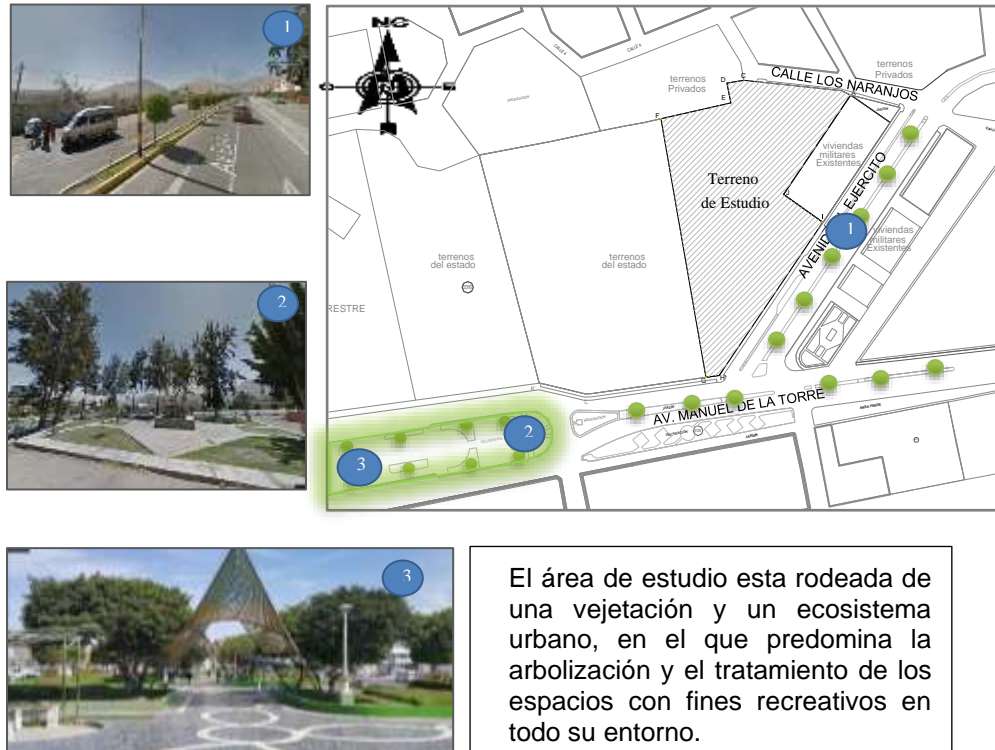 1
2
3
NC
CALLE LOS NARANJOS
terrenos
Privados
terrenos
Privados
D
C
E
F
viviendas
militares
Existentes
Terreno
de Estudio
AVENIDA EJERCITO
1
I
viviendas
militares
Existentes
terrenos
del estado
terrenos
del estado
RESTRE
AV. MANUEL DE LA TORRE
2
3
El área de estudio esta rodeada de
una vejetación y un ecosistema
urbano, en el que predomina la
arbolización y el tratamiento de los
espacios con fines recreativos en
todo su entorno.